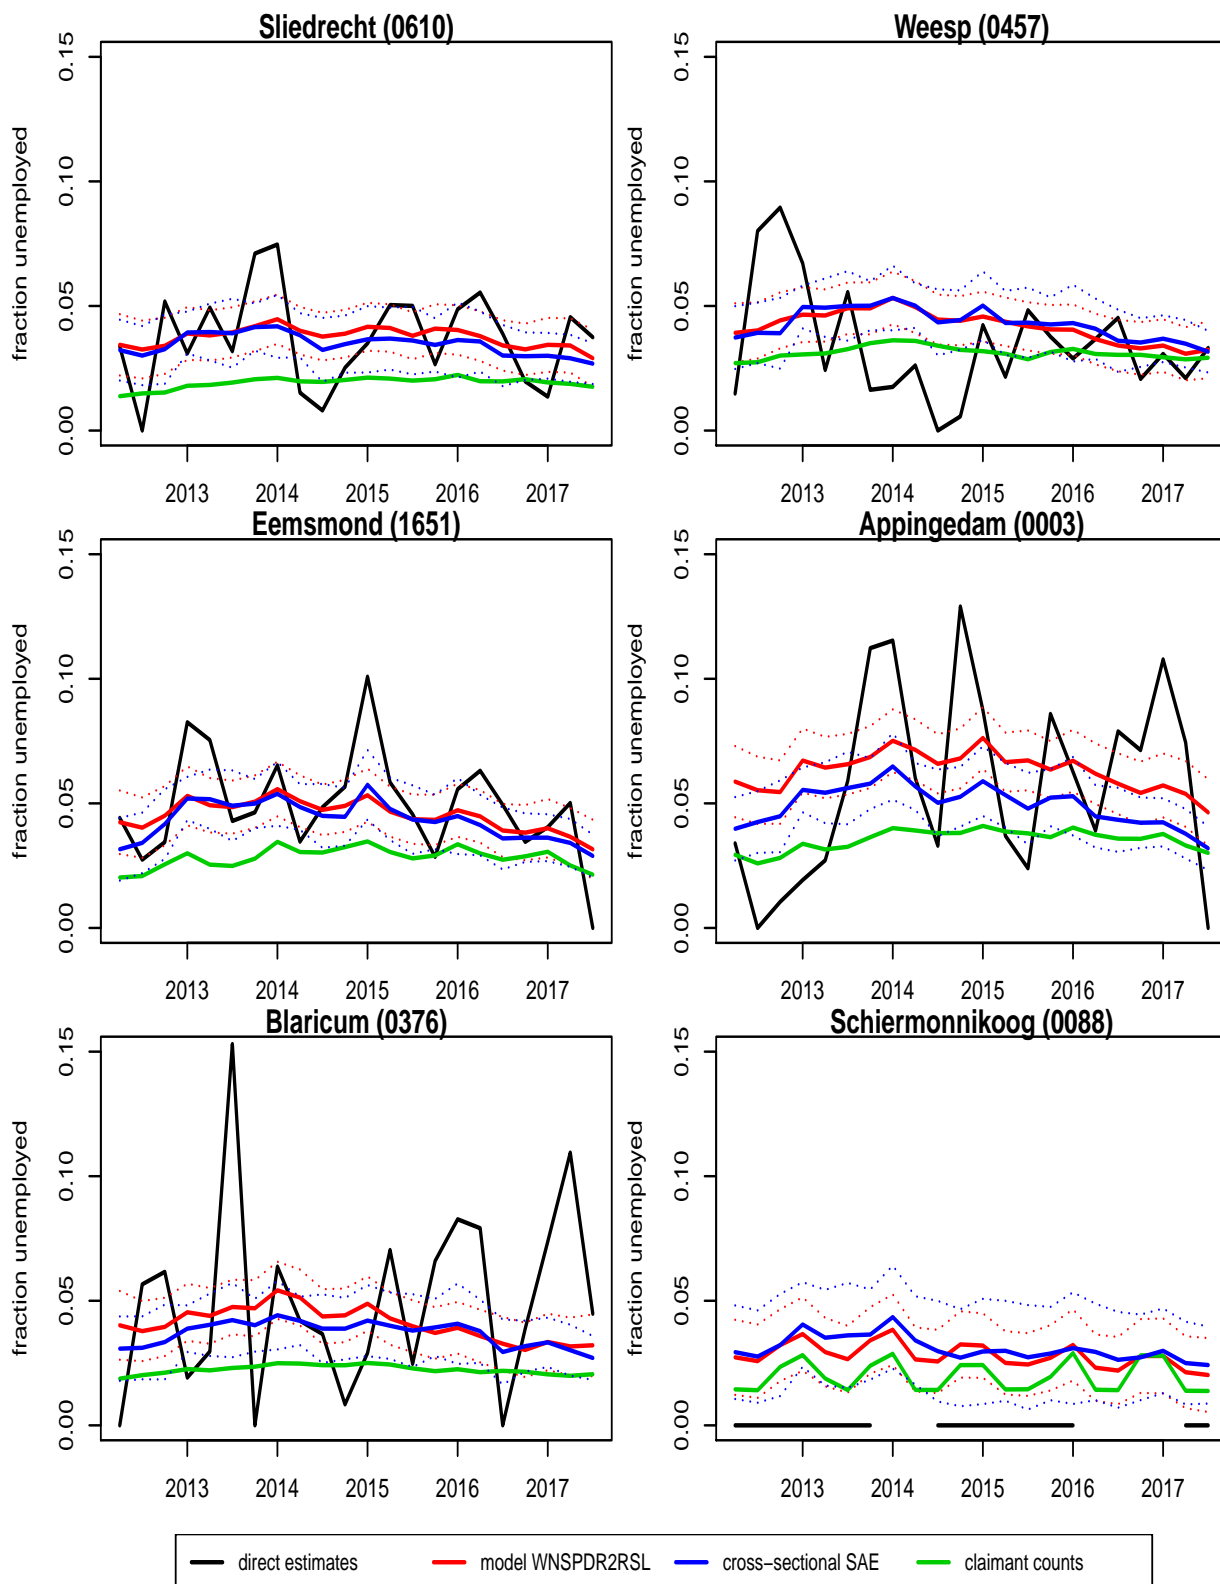 Sliedrecht (0610)
Weesp (0457)
fraction unemployed
0.00 0.05 0.10 0.15
2013 2014 2015 2016 2017
fraction unemployed
0.00 0.05 0.10 0.15
2013 2014 2015 2016 2017
Eemsmond (1651)
Appingedam (0003)
fraction unemployed
0.00 0.05 0.10 0.15
2013 2014 2015 2016 2017
fraction unemployed
0.00 0.05 0.10 0.15
2013 2014 2015 2016 2017
Blaricum (0376)
Schiermonnikoog (0088)
fraction unemployed
0.00 0.05 0.10 0.15
2013 2014 2015 2016 2017
fraction unemployed
0.00 0.05 0.10 0.15
2013 2014 2015 2016 2017
direct estimates model WNSPDR2RSL cross−sectional SAE claimant counts